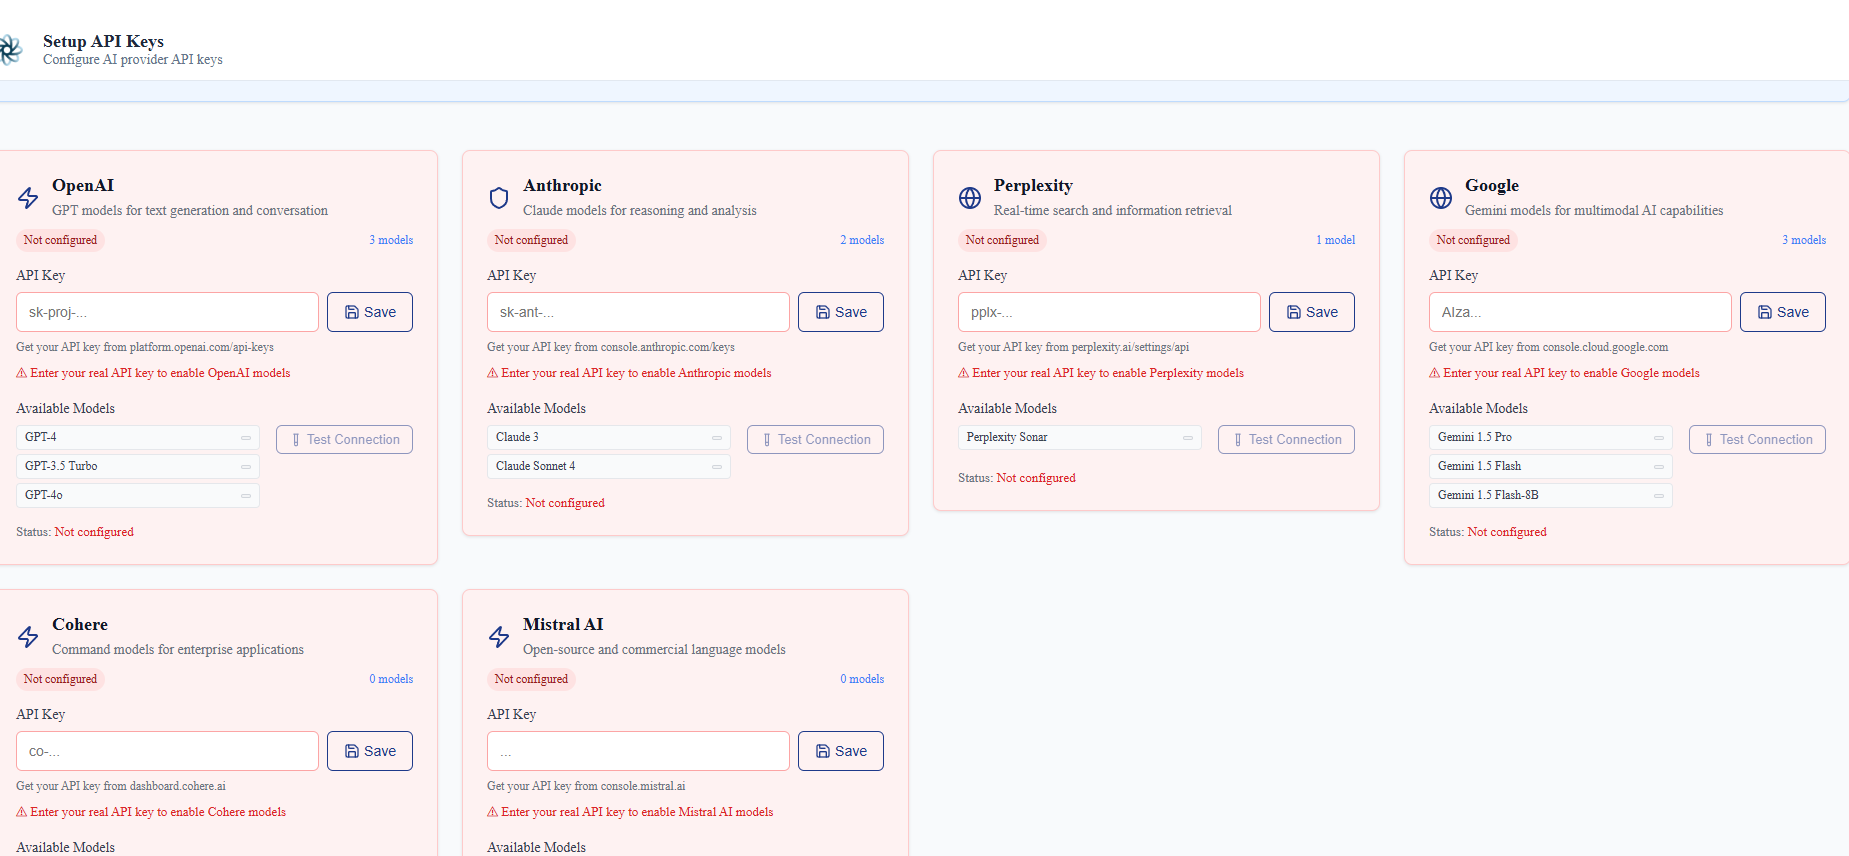 Setup API Keys
Configure AI provider API keys
OpenAI
GPT models for text generation and conversation
Not configured
3 models
API Key
sk-proj-...
Save
Get your API key from platform.openai.com/api-keys
⚠ Enter your real API key to enable OpenAI models
Available Models
GPT-4
Test Connection
GPT-3.5 Turbo
GPT-4o
Status: Not configured
Anthropic
Claude models for reasoning and analysis
Not configured
2 models
API Key
sk-ant-...
Save
Get your API key from console.anthropic.com/keys
⚠ Enter your real API key to enable Anthropic models
Available Models
Claude 3
Test Connection
Claude Sonnet 4
Status: Not configured
Perplexity
Real-time search and information retrieval
Not configured
1 model
API Key
pplx-...
Save
Get your API key from perplexity.ai/settings/api
⚠ Enter your real API key to enable Perplexity models
Available Models
Perplexity Sonar
Test Connection
Status: Not configured
Google
Gemini models for multimodal AI capabilities
Not configured
3 models
API Key
AIza...
Save
Get your API key from console.cloud.google.com
⚠ Enter your real API key to enable Google models
Available Models
Gemini 1.5 Pro
Test Connection
Gemini 1.5 Flash
Gemini 1.5 Flash-8B
Status: Not configured
Cohere
Command models for enterprise applications
Not configured
0 models
API Key
co-...
Save
Get your API key from dashboard.cohere.ai
⚠ Enter your real API key to enable Cohere models
Available Models
Mistral AI
Open-source and commercial language models
Not configured
0 models
API Key
...
Save
Get your API key from console.mistral.ai
⚠ Enter your real API key to enable Mistral AI models
Available Models